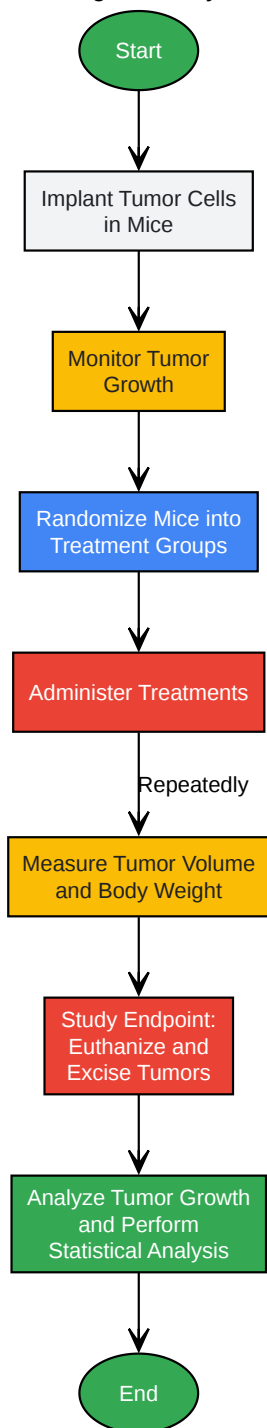 Start
Implant Tumor Cells
in Mice
Monitor Tumor
Growth
Randomize Mice into
Treatment Groups
Administer Treatments
Repeatedly
Measure Tumor Volume
and Body Weight
Study Endpoint:
Euthanize and
Excise Tumors
Analyze Tumor Growth
and Perform
Statistical Analysis
End